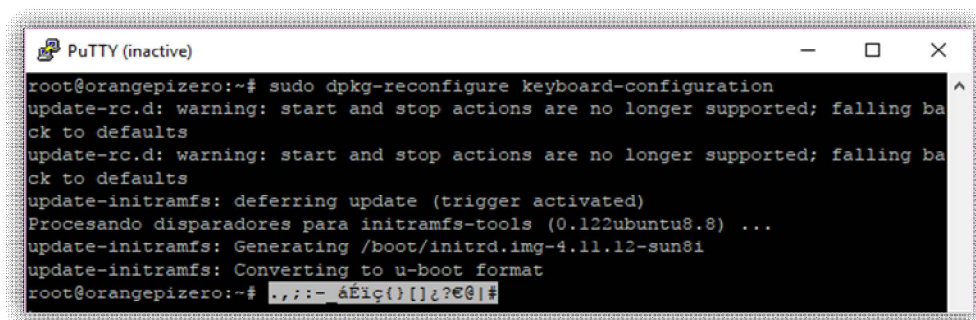 PuTTY (inactive)
root@orangepizero:~# sudo dpkg-reconfigure keyboard-configuration
update-rc.d: warning: start and stop actions are no longer supported; falling ba
ck to defaults
update-rc.d: warning: start and stop actions are no longer supported; falling ba
ck to defaults
update-initramfs: deferring update (trigger activated)
Procesando disparadores para initramfs-tools (0.122ubuntu8.8) ...
update-initramfs: Generating /boot/initrd.img-4.11.12-sun8i
update-initramfs: Converting to u-boot format
root@orangepizero:~# .,;:-_áÉïç{}[]¿?€@|#